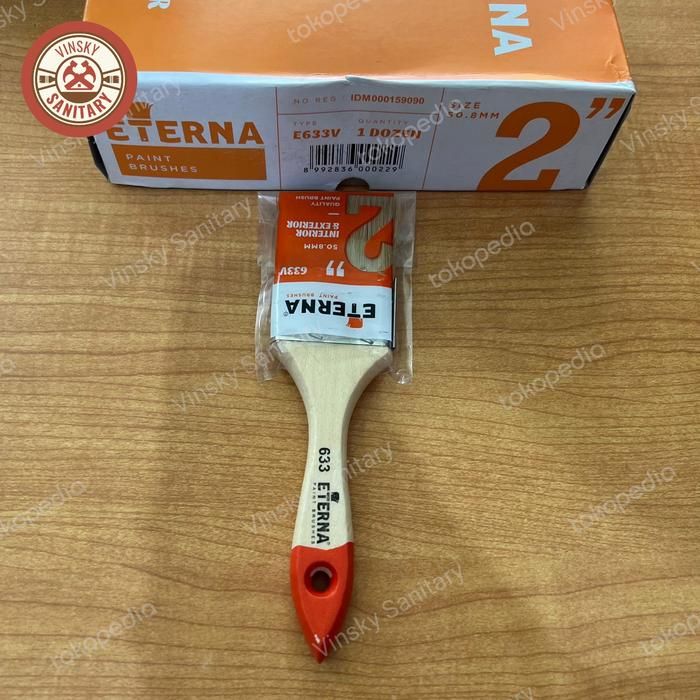 VINSKY
SANITARY
ETERNA
PAINT
BRUSHES
NO REG : IDM000159090
TYPE
E633V
QUANTITY
1 DOZEN
8 992836 000229
SIZE
50.8MM
2”
NA
R
2”
QUALITY
PAINT BRUSH
INTERIOR
& EXTERIOR
50.8MM
633V
ETERNA®
PAINT BRUSHES
633 ETERNA®
PAINT BRUSHES
Vinsky Sanitary
tokopedia